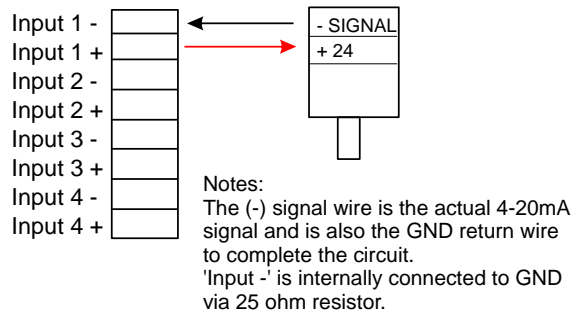 Input 1 -
Input 1 +
Input 2 -
Input 2 +
Input 3 -
Input 3 +
Input 4 -
Input 4 +
- SIGNAL
+ 24
Notes:
The (-) signal wire is the actual 4-20mA
signal and is also the GND return wire
to complete the circuit.
'Input -' is internally connected to GND
via 25 ohm resistor.